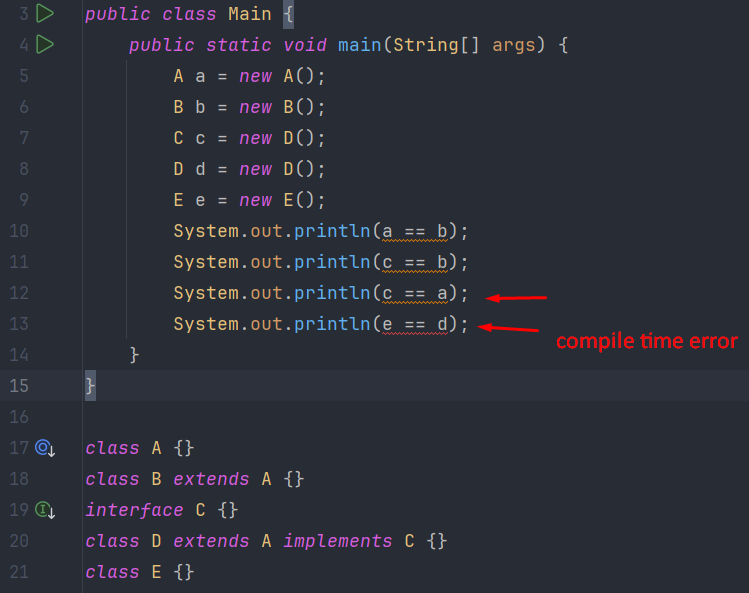 3 public class Main {
4 public static void main(String[] args) {
5 A a = new A();
6 B b = new B();
7 C c = new D();
8 D d = new D();
9 E e = new E();
10 System.out.println(a == b);
11 System.out.println(c == b);
12 System.out.println(c == a);
13 System.out.println(e == d);
compile time error
14 }
15 }
16
17 class A {}
18 class B extends A {}
19 interface C {}
20 class D extends A implements C {}
21 class E {}